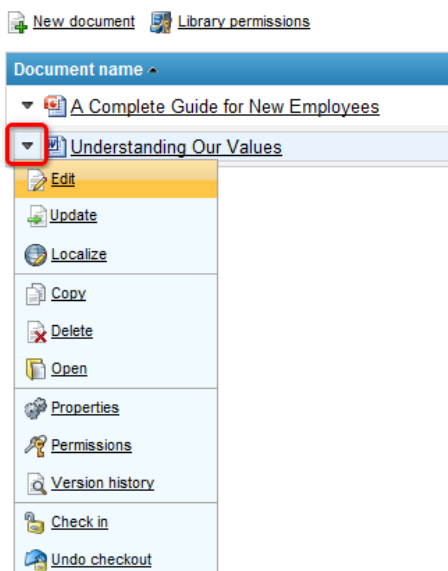 New document Library permissions
Document name
A Complete Guide for New Employees
Understanding Our Values
Edit
Update
Localize
Copy
Delete
Open
Properties
Permissions
Version history
Check in
Undo checkout